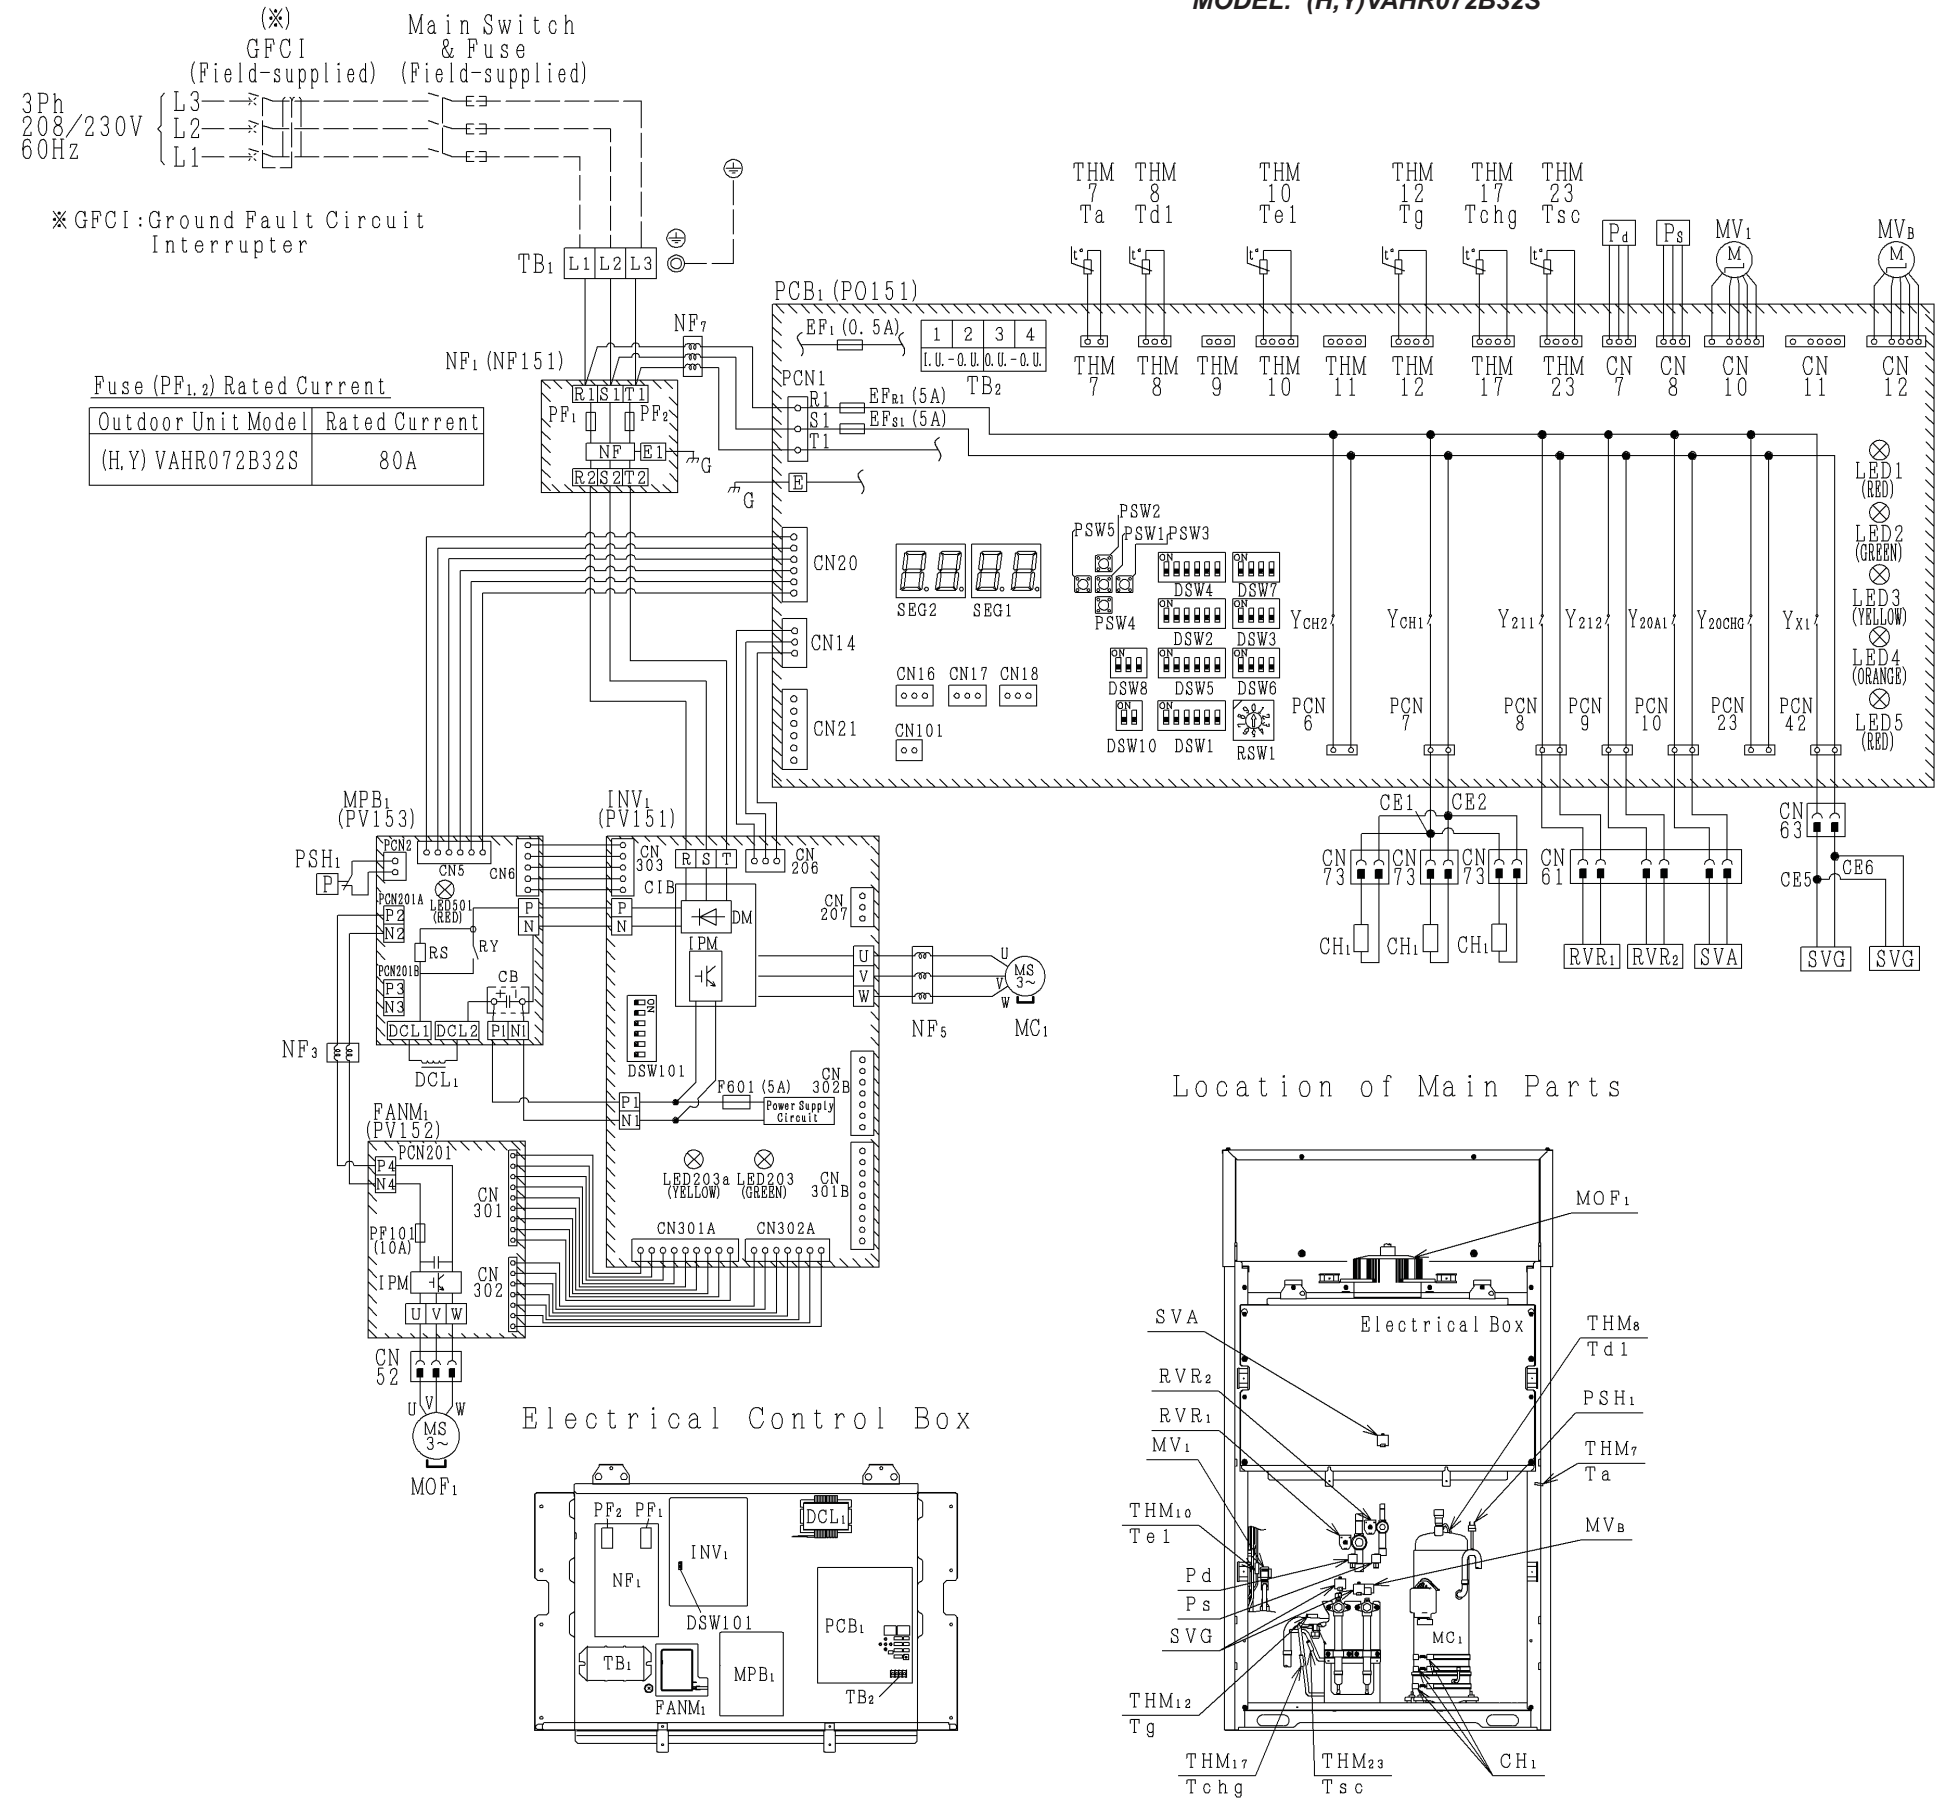 MODEL: (H,Y)VAHR072B32S
(※)
GFCI
(Field-supplied)
Main Switch
& Fuse
(Field-supplied)
3Ph
208/230V
60Hz
L3
L2
L1
※GFCI:Ground Fault Circuit
Interrupter
TB1
L1 L2 L3
Fuse (PF1,2) Rated Current
Outdoor Unit Model Rated Current
(H,Y) VAHR072B32S 80A
NF1 (NF151)
NF7
R1 S1 T1
PF1 PF2
NF E1
G
R2 S2 T2
PCB1 (PO151)
EF1 (0.5A)
1 2 3 4
I.U.-O.U. O.U.-O.U.
TB2
PCN1
R1
S1
T1
EFR1 (5A)
EFS1 (5A)
E
G
THM 7 Ta
THM 8 Td1
THM 10 Te1
THM 12 Tg
THM 17 Tchg
THM 23 Tsc
Pd
Ps
MV1
M
MVB
M
t° t° t° t° t° t°
THM 7
THM 8
THM 9
THM 10
THM 11
THM 12
THM 17
THM 23
CN 7
CN 8
CN 10
CN 11
CN 12
LED1
(RED)
LED2
(GREEN)
LED3
(YELLOW)
LED4
(ORANGE)
LED5
(RED)
CN20
CN14
CN21
SEG2 SEG1
CN16 CN17 CN18
CN101
PSW2
PSW5 PSW1 PSW3
PSW4
ON ON
DSW4 DSW7
ON ON
DSW2 DSW3
ON ON ON
DSW8 DSW5 DSW6
ON ON
DSW10 DSW1 RSW1
YCH2 YCH1 Y211 Y212 Y20A1 Y20CHG YX1
PCN 6
PCN 7
PCN 8
PCN 9
PCN 10
PCN 23
PCN 42
CE1 CE2
CN 73
CN 73
CN 73
CN 61
CN 63
CE5 CE6
CH1 CH1 CH1
RVR1 RVR2 SVA SVG SVG
MPB1
(PV153)
PCN2
CN5
CN6
PSH1
P
LED501
(RED)
PCN201A
P2
N2
RS
RY
P
N
PCN201B
P3
N3
CB
DCL1 DCL2 P1 N1
DCL1
NF3
INV1
(PV151)
CN 303
CIB
R S T
CN 206
P
N
DM
IPM
CN 207
U
V
W
NF5
U
V
W
MS
3~
MC1
ON
DSW101
P1
N1
F601 (5A)
Power Supply
Circuit
CN 302B
LED203a
(YELLOW)
LED203
(GREEN)
CN 301B
CN301A CN302A
FANM1
(PV152)
PCN201
P4
N4
CN 301
PF101
(10A)
IPM
CN 302
U V W
CN 52
U V W
MS
3~
MOF1
Electrical Control Box
PF2 PF1
INV1
DCL1
NF1
DSW101
PCB1
TB1
FANM1
MPB1
TB2
Location of Main Parts
MOF1
SVA
Electrical Box
THM8
Td1
RVR2
PSH1
RVR1
MV1
THM7
Ta
THM10
Te1
MVB
Pd
Ps
SVG
MC1
THM12
Tg
THM17
Tchg
THM23
Tsc
CH1